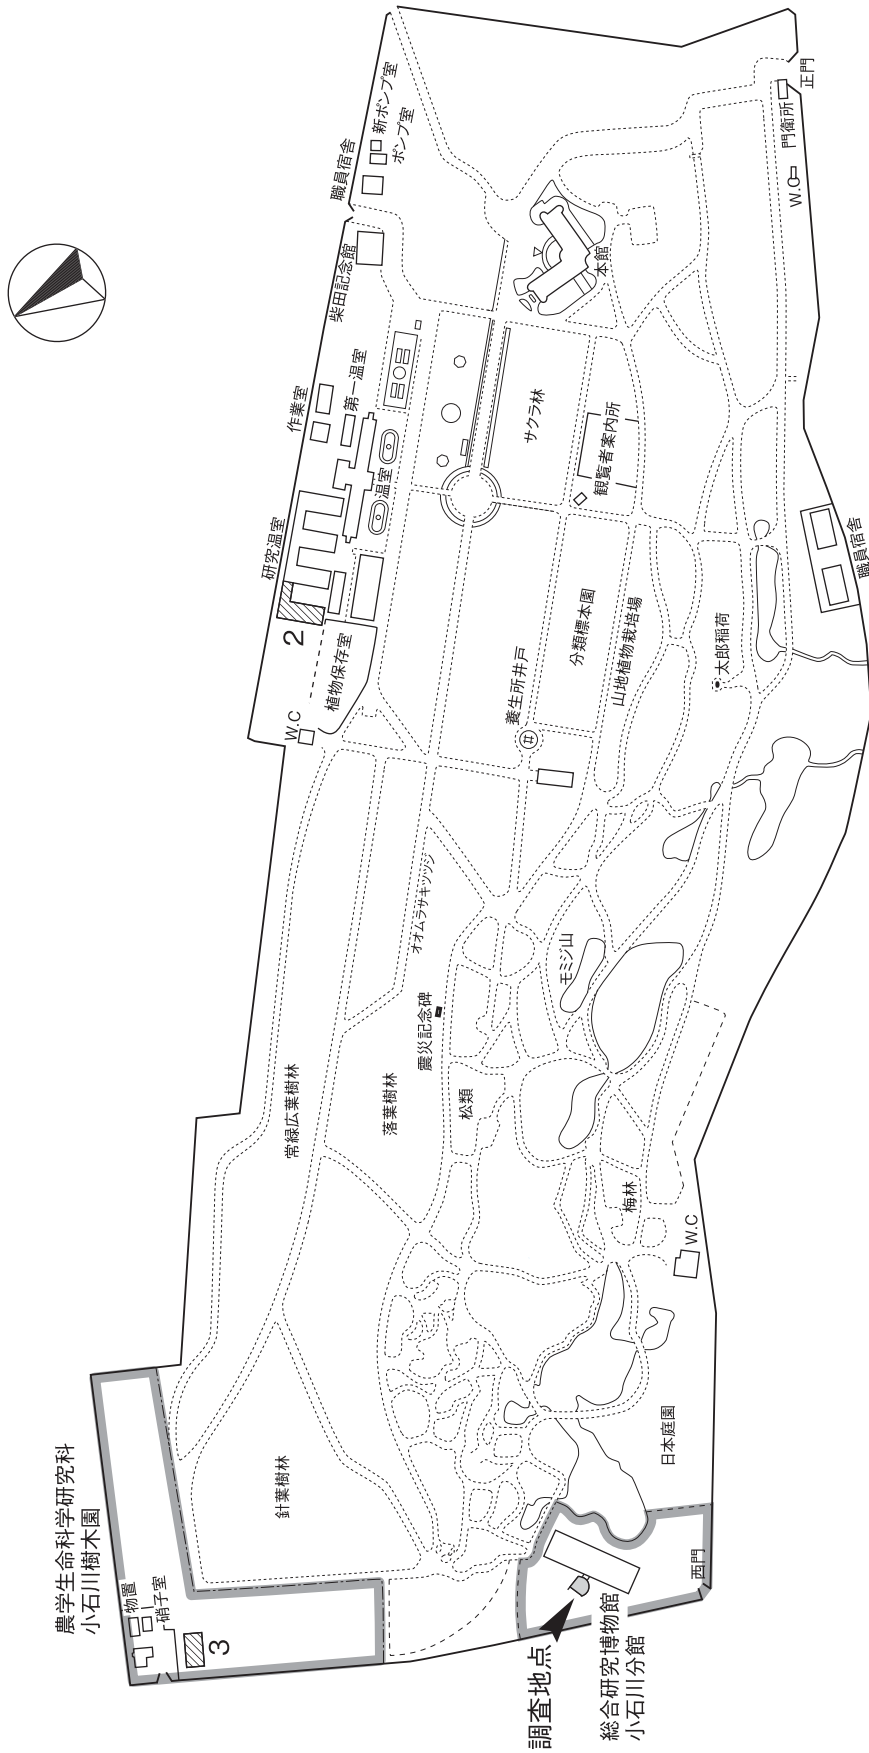 新ポンプ室
ポンプ室
職員宿舎
柴田記念館
正門
門衛所
W.C
本館
第一温室
作業室
温室
研究温室
2
植物保存室
W.C
サクラ林
観覧者案内所
分類標本園
山地植物栽培場
養生所井戸
井
太郎稲荷
職員宿舎
オオムラサキツツジ
震災記念碑
モミジ山
常緑広葉樹林
落葉樹林
松類
梅林
W.C
針葉樹林
日本庭園
農学生命科学研究科
小石川樹木園
物置
硝子室
3
西門
調査地点
総合研究博物館
小石川分館